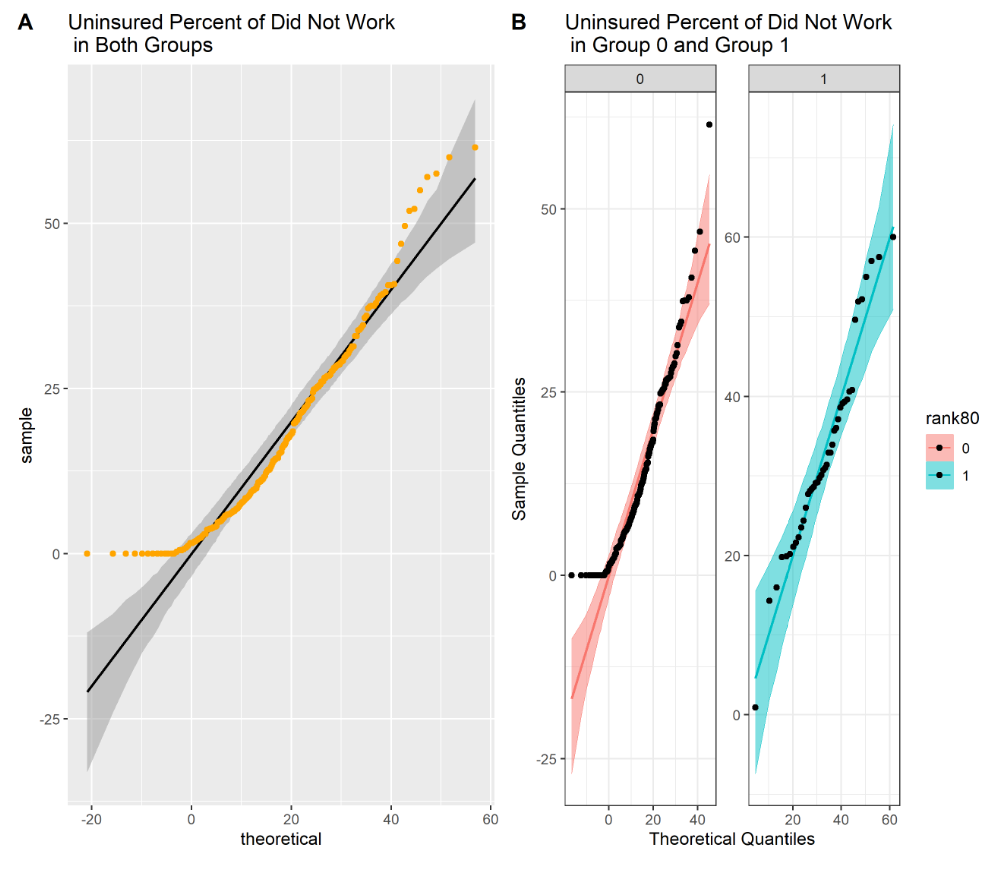 A
Uninsured Percent of Did Not Work
in Both Groups
sample
50
25
0
-25
-20
0
20
40
60
theoretical
B
Uninsured Percent of Did Not Work
in Group 0 and Group 1
0
1
Sample Quantitles
50
25
0
-25
60
40
20
0
0
20
40
20
40
60
Theoretical Quantiles
rank80
0
1